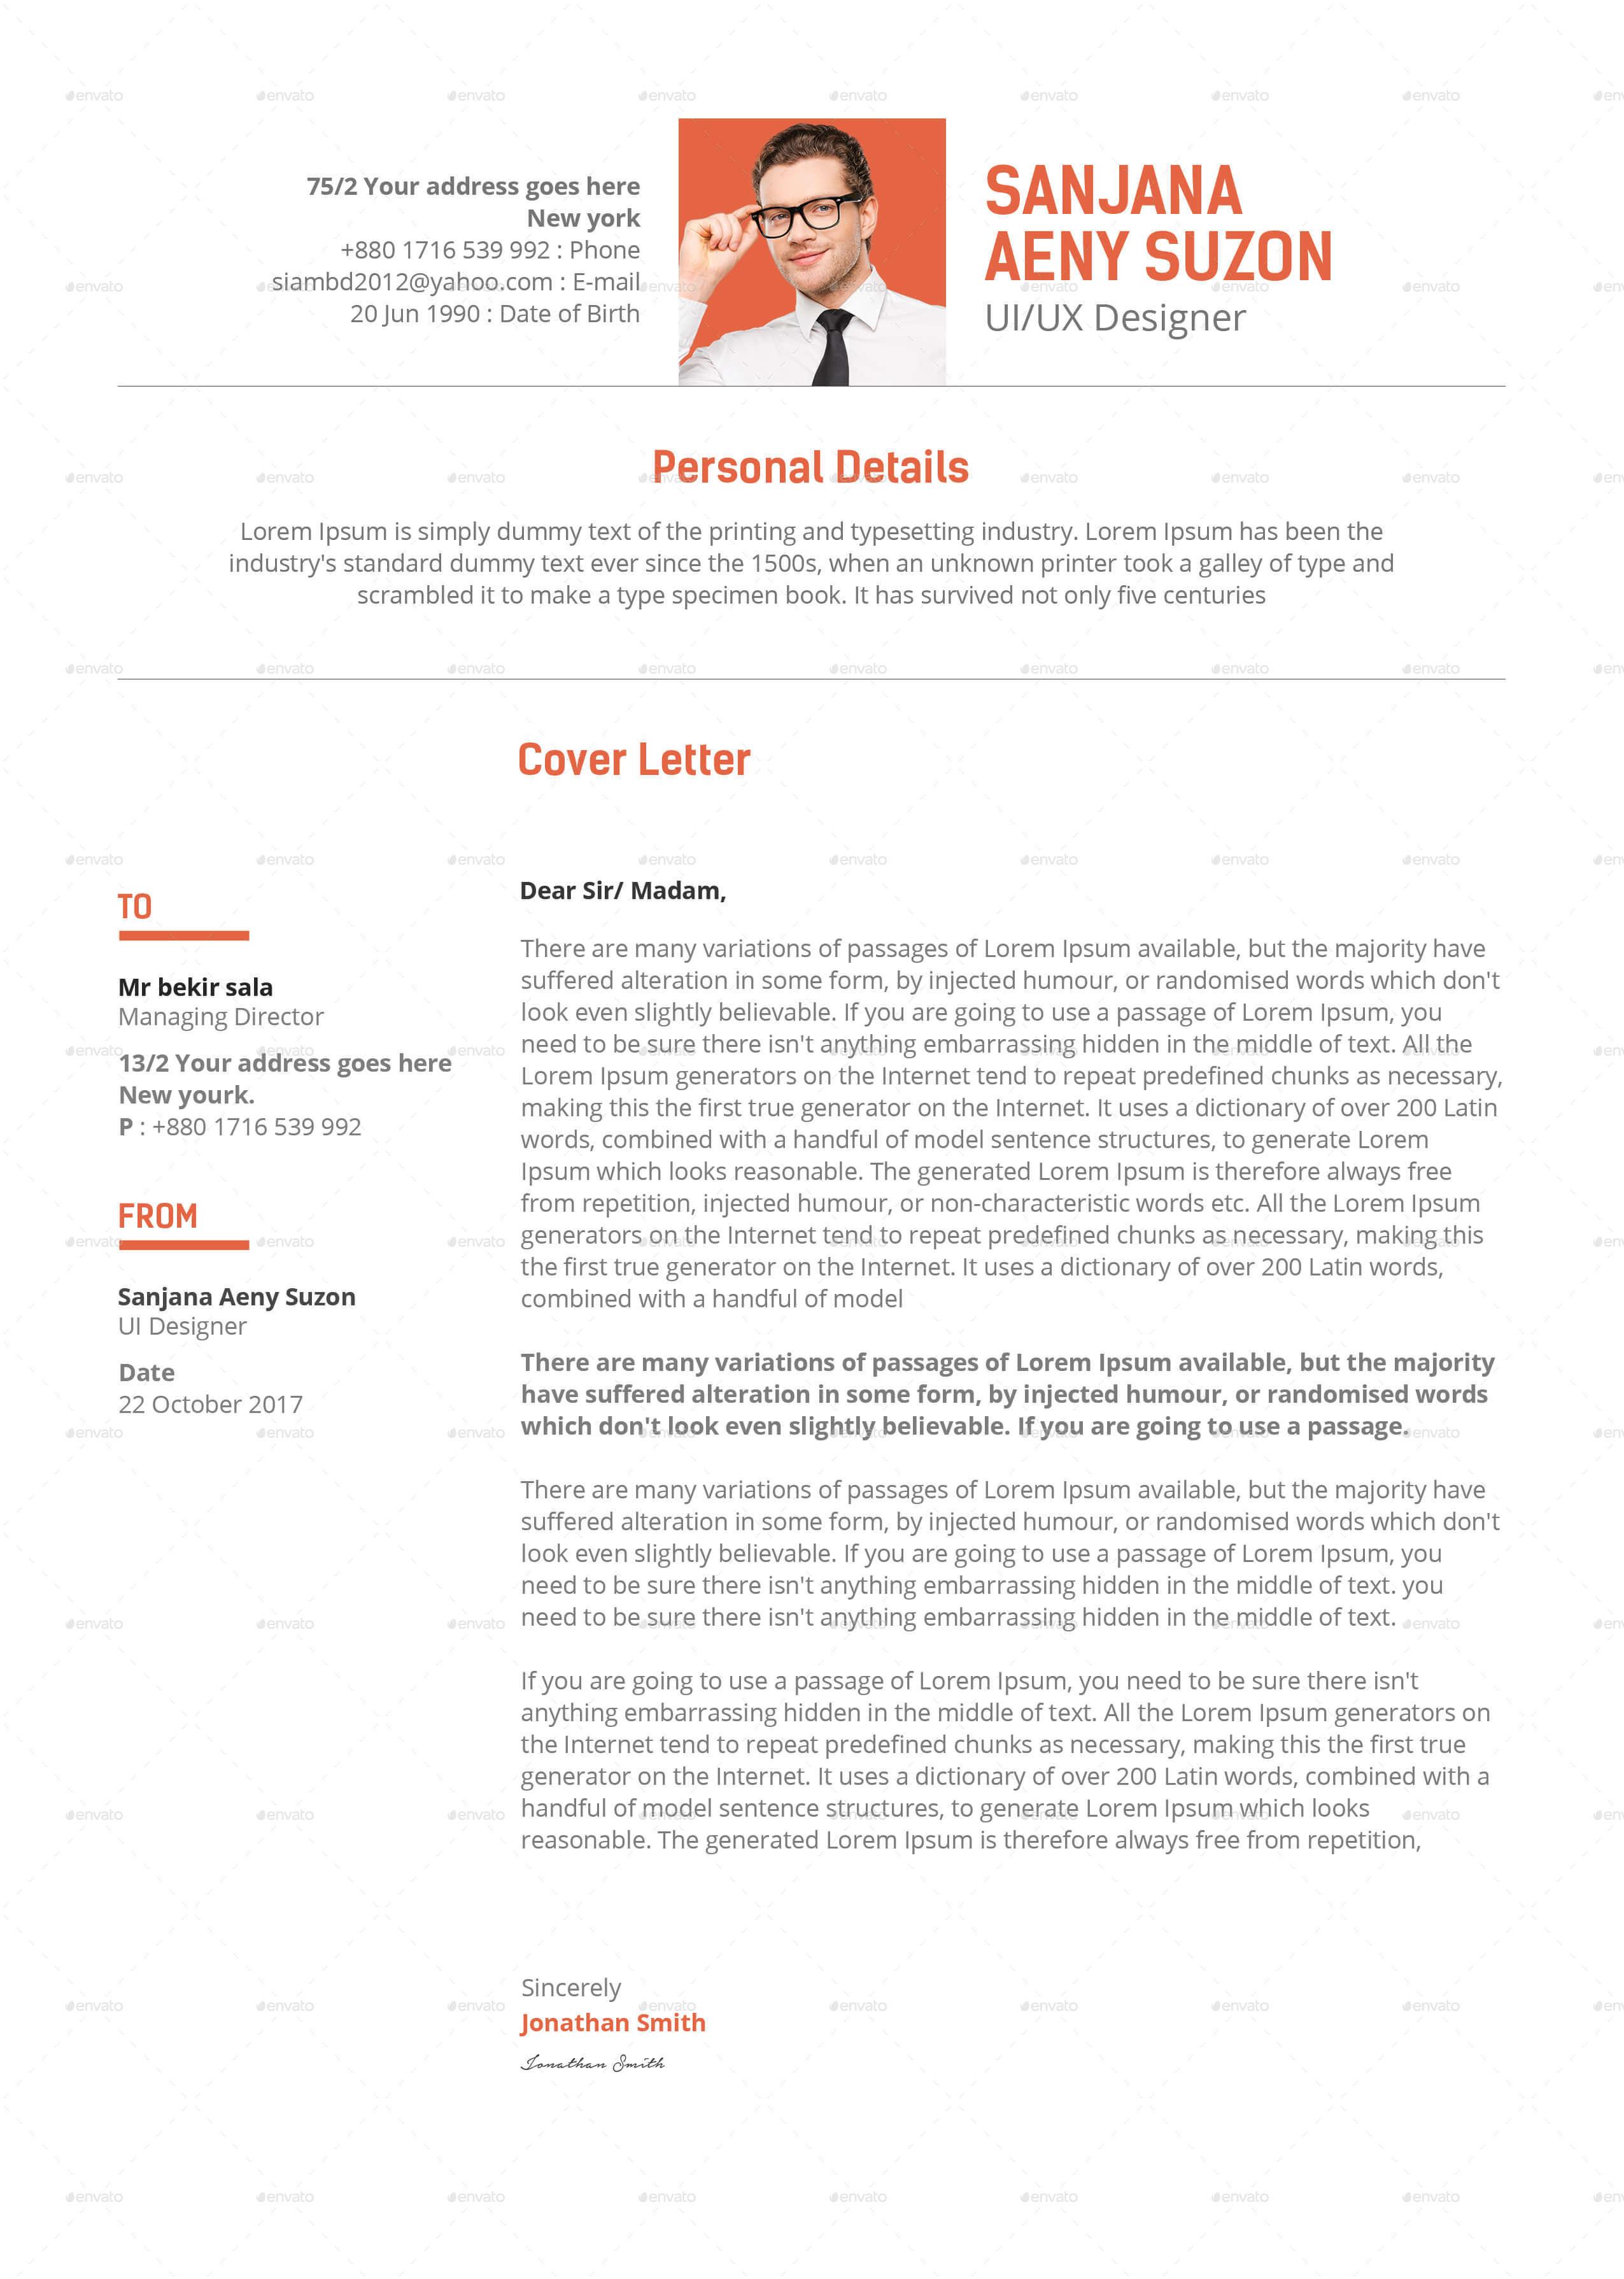 75/2 Your address goes here
New york
+880 1716 539 992 : Phone
siambd2012@yahoo.com : E-mail
20 Jun 1990 : Date of Birth
SANJANA
AENY SUZON
UI/UX Designer
Personal Details
Lorem Ipsum is simply dummy text of the printing and typesetting industry. Lorem Ipsum has been the
industry's standard dummy text ever since the 1500s, when an unknown printer took a galley of type and
scrambled it to make a type specimen book. It has survived not only five centuries
Cover Letter
TO
Mr bekir sala
Managing Director
13/2 Your address goes here
New yourk.
P : +880 1716 539 992
FROM
Sanjana Aeny Suzon
UI Designer
Date
22 October 2017
Dear Sir/ Madam,
There are many variations of passages of Lorem Ipsum available, but the majority have
suffered alteration in some form, by injected humour, or randomised words which don't
look even slightly believable. If you are going to use a passage of Lorem Ipsum, you
need to be sure there isn't anything embarrassing hidden in the middle of text. All the
Lorem Ipsum generators on the Internet tend to repeat predefined chunks as necessary,
making this the first true generator on the Internet. It uses a dictionary of over 200 Latin
words, combined with a handful of model sentence structures, to generate Lorem
Ipsum which looks reasonable. The generated Lorem Ipsum is therefore always free
from repetition, injected humour, or non-characteristic words etc. All the Lorem Ipsum
generators on the Internet tend to repeat predefined chunks as necessary, making this
the first true generator on the Internet. It uses a dictionary of over 200 Latin words,
combined with a handful of model
There are many variations of passages of Lorem Ipsum available, but the majority
have suffered alteration in some form, by injected humour, or randomised words
which don't look even slightly believable. If you are going to use a passage.
There are many variations of passages of Lorem Ipsum available, but the majority have
suffered alteration in some form, by injected humour, or randomised words which don't
look even slightly believable. If you are going to use a passage of Lorem Ipsum, you
need to be sure there isn't anything embarrassing hidden in the middle of text. you
need to be sure there isn't anything embarrassing hidden in the middle of text.
If you are going to use a passage of Lorem Ipsum, you need to be sure there isn't
anything embarrassing hidden in the middle of text. All the Lorem Ipsum generators on
the Internet tend to repeat predefined chunks as necessary, making this the first true
generator on the Internet. It uses a dictionary of over 200 Latin words, combined with a
handful of model sentence structures, to generate Lorem Ipsum which looks
reasonable. The generated Lorem Ipsum is therefore always free from repetition,
Sincerely
Jonathan Smith
Jonathan Smith
envato